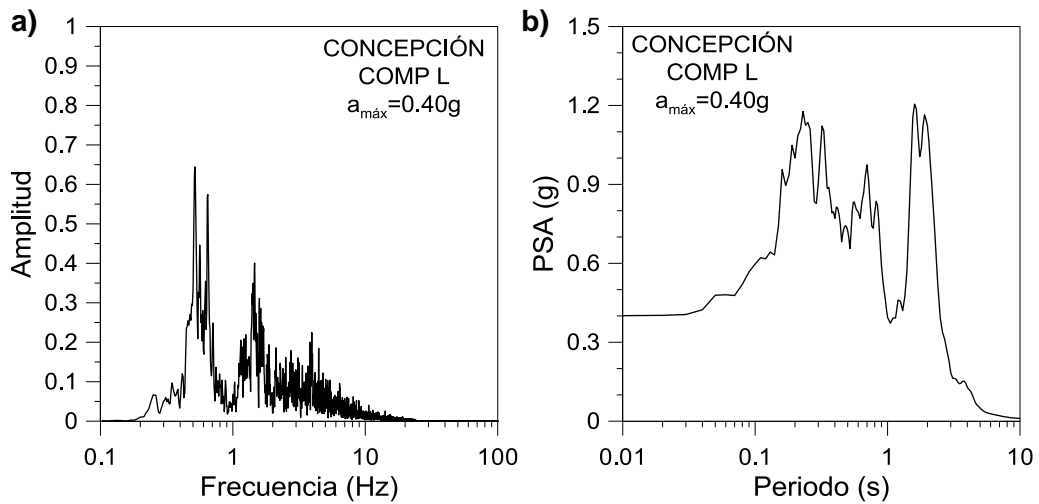 a)
CONCEPCIÓN
COMP L
amáx=0.40g
1
0.9
0.8
0.7
0.6
0.5
0.4
0.3
0.2
0.1
0
Amplitud
0.1
1
10
100
Frecuencia (Hz)
b)
CONCEPCIÓN
COMP L
amáx=0.40g
1.5
1.2
0.9
0.6
0.3
0
PSA (g)
0.01
0.1
1
10
Periodo (s)